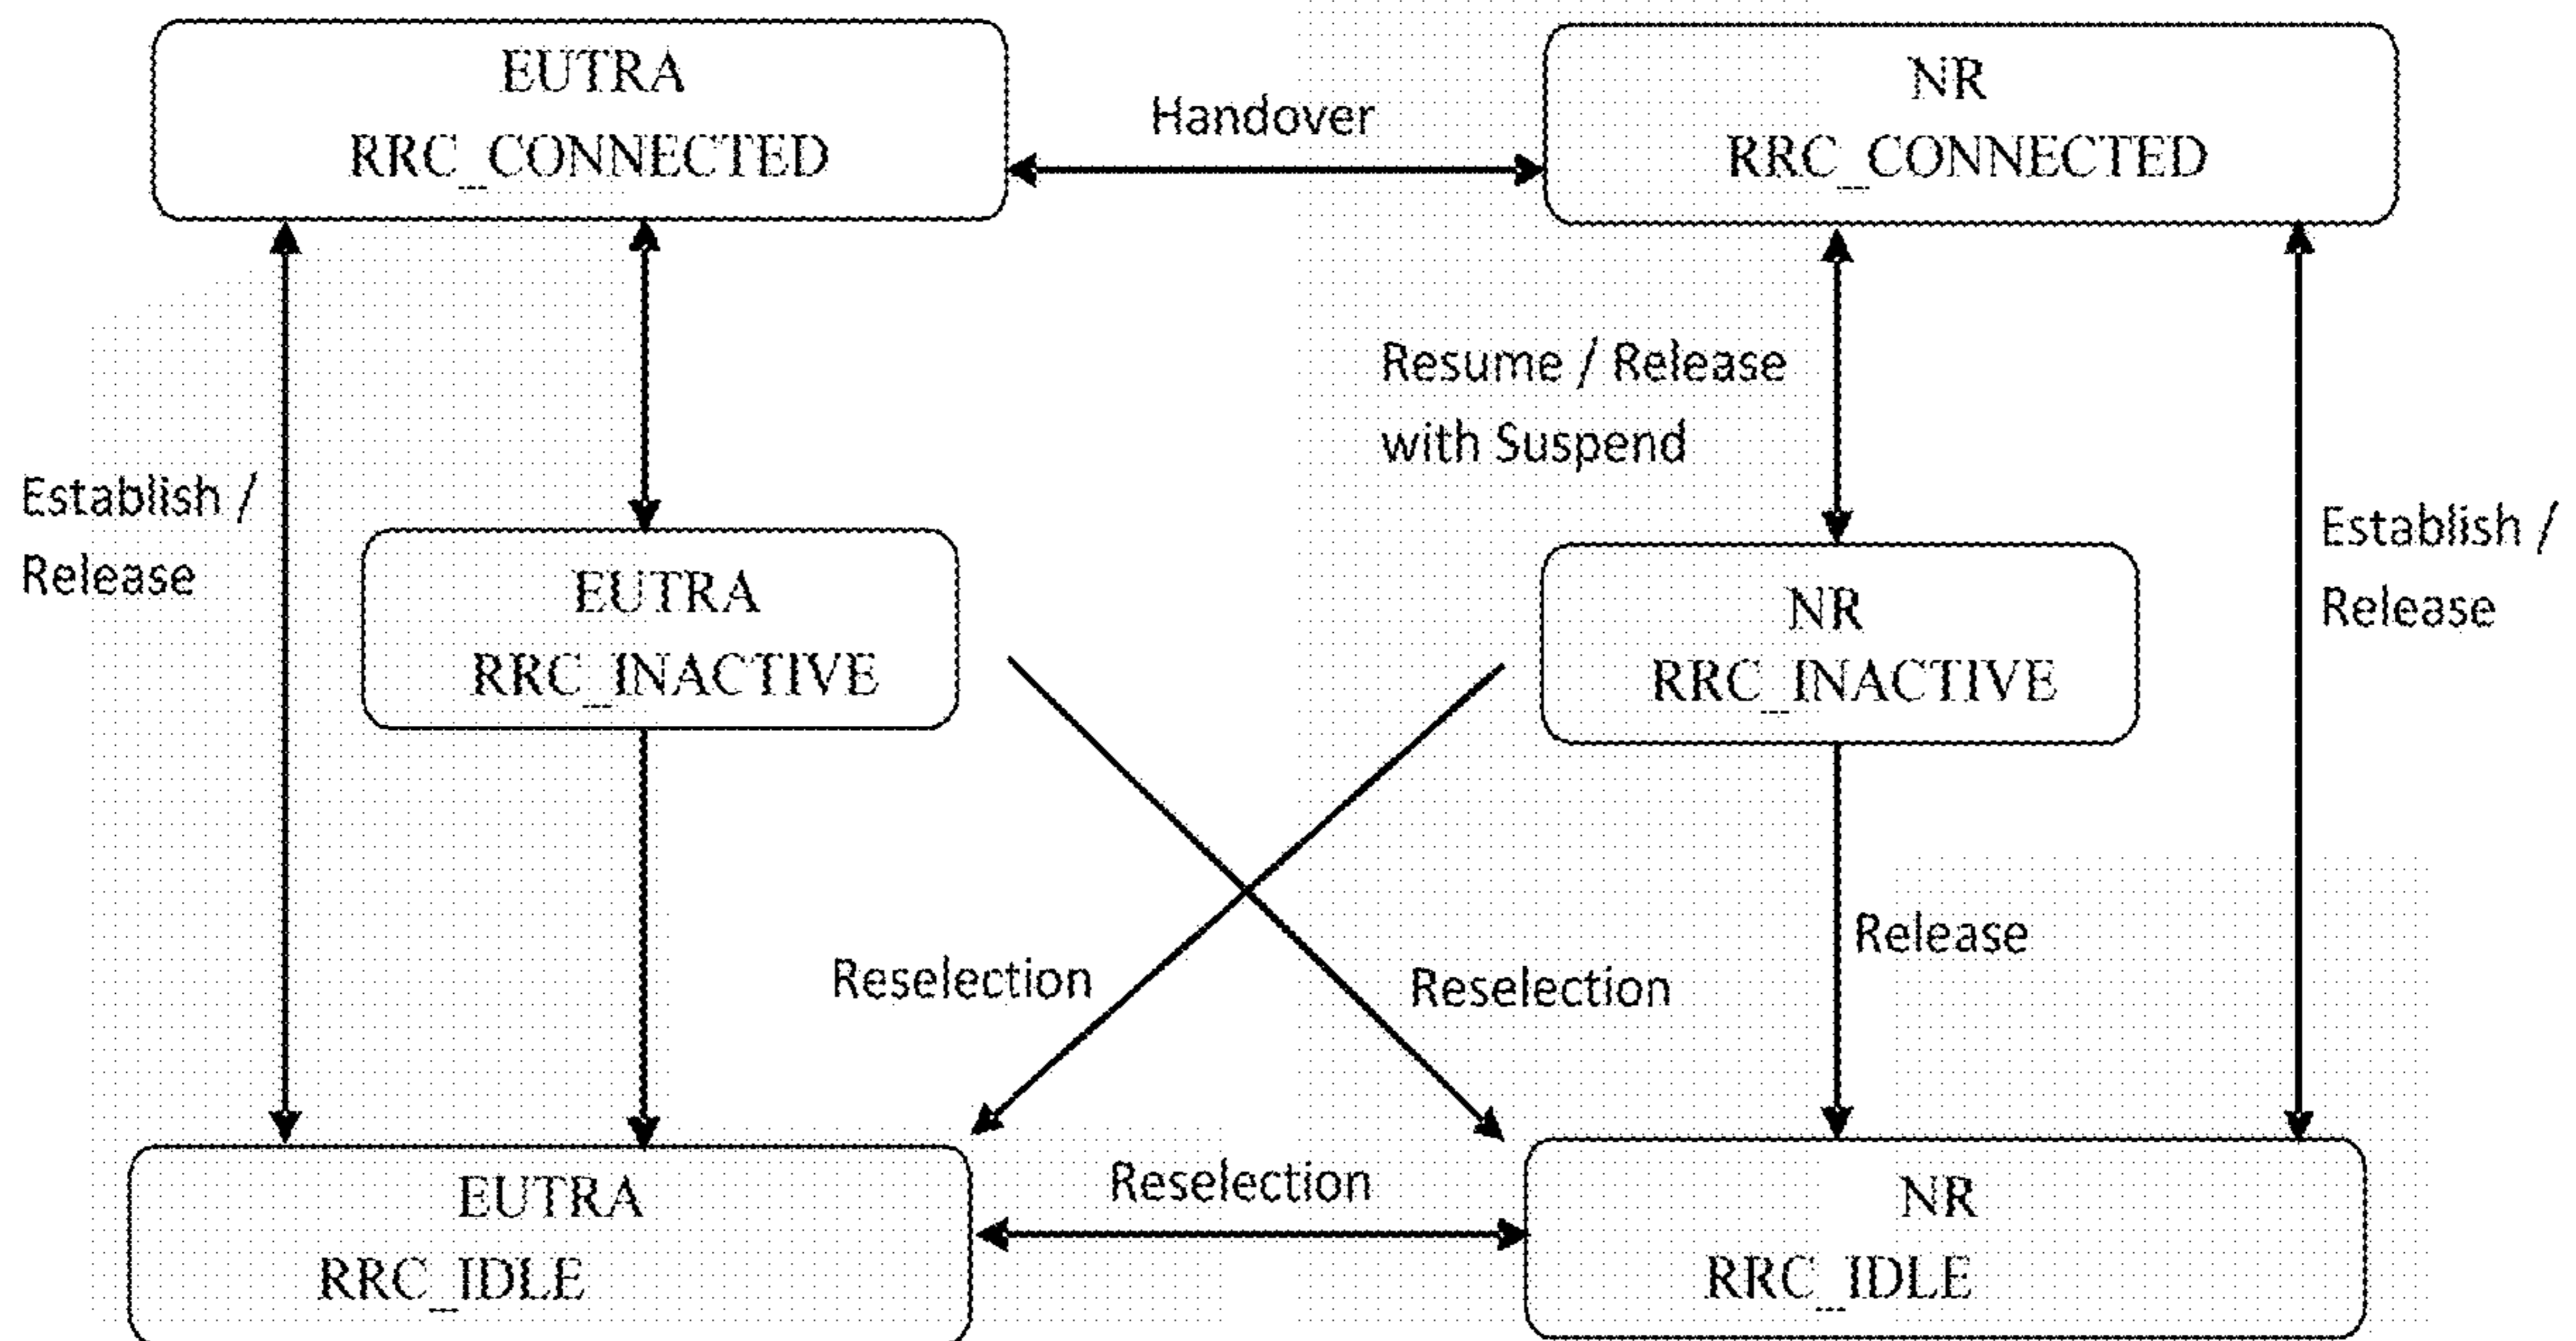 EUTRA
RRC_CONNECTED
Handover
NR
RRC_CONNECTED
Establish /
Release
Resume / Release
with Suspend
Establish /
Release
EUTRA
RRC_INACTIVE
NR
RRC_INACTIVE
Reselection
Reselection
Release
EUTRA
RRC_IDLE
Reselection
NR
RRC_IDLE